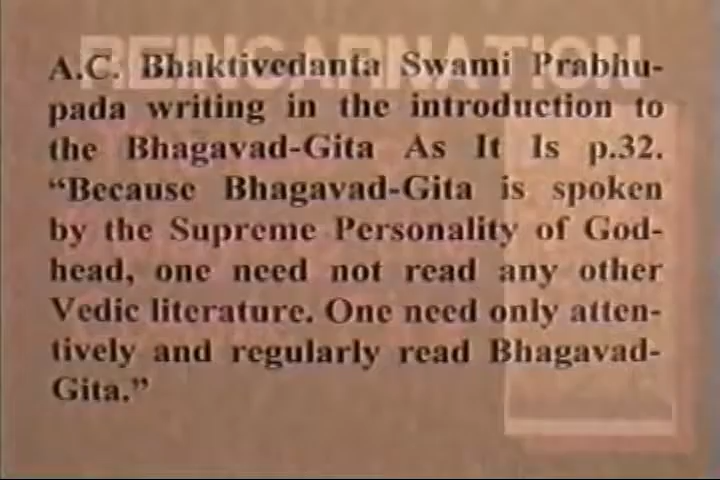 REINCARNATION
A.C. Bhaktivedanta Swami Prabhu-
pada writing in the introduction to
the Bhagavad-Gita As It Is p.32.
“Because Bhagavad-Gita is spoken
by the Supreme Personality of God-
head, one need not read any other
Vedic literature. One need only atten-
tively and regularly read Bhagavad-
Gita.”